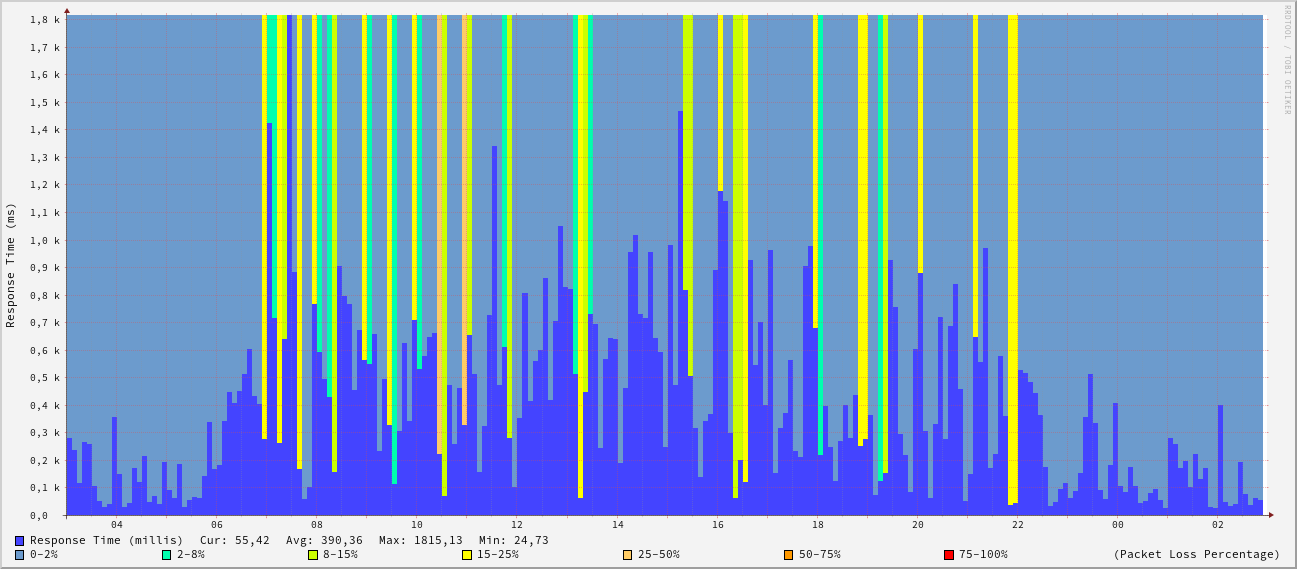 RRDTOOL / TOBI OETIKER
Response Time (ms)
1,8 k
1,7 k
1,6 k
1,5 k
1,4 k
1,3 k
1,2 k
1,1 k
1,0 k
0,9 k
0,8 k
0,7 k
0,6 k
0,5 k
0,4 k
0,3 k
0,2 k
0,1 k
0,0
04 06 08 10 12 14 16 18 20 22 00 02
Response Time (millis) Cur: 55,42 Avg: 390,36 Max: 1815,13 Min: 24,73
0-2% 2-8% 8-15% 15-25% 25-50% 50-75% 75-100% (Packet Loss Percentage)